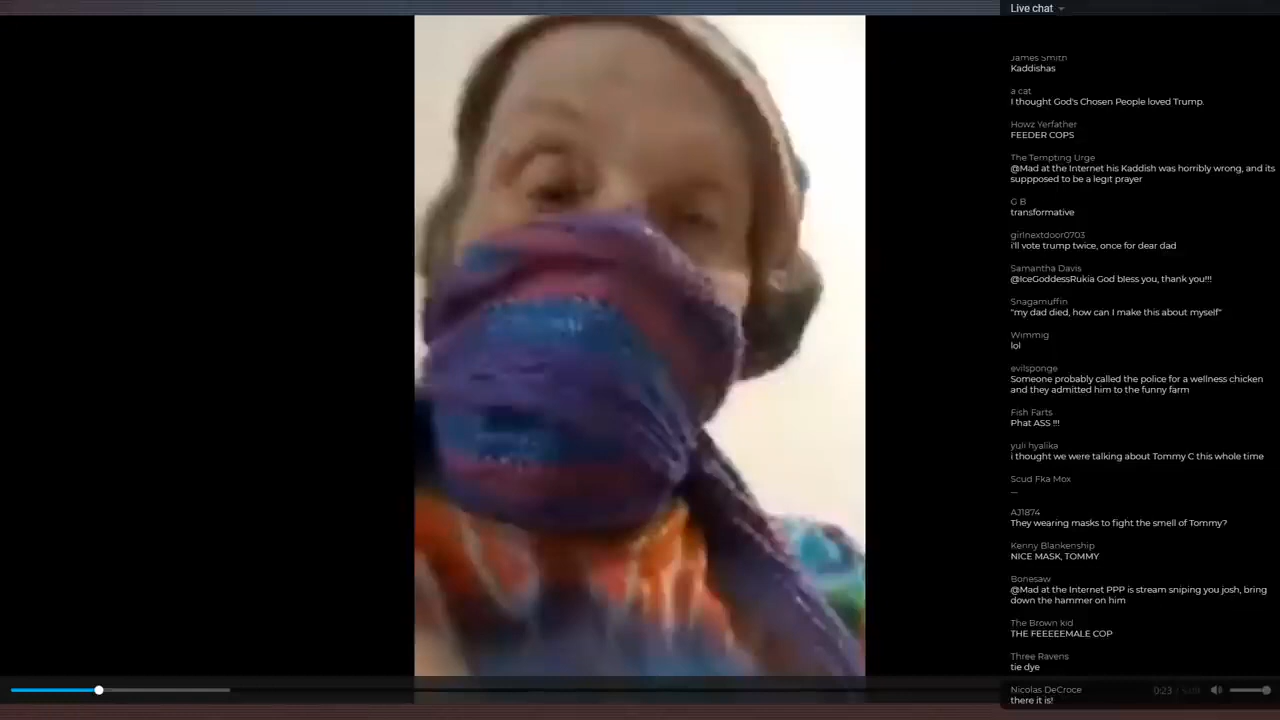 Live chat
James Smith
Kaddishas
a cat
I thought God's Chosen People loved Trump.
Howz Yerfather
FEEDER COPS
The Tempting Urge
@Mad at the Internet his Kaddish was horribly wrong, and its
suppposed to be a legit prayer
G B
transformative
girlnextdoor0703
i'll vote trump twice, once for dear dad
Samantha Davis
@IceGoddessRukia God bless you, thank you!!!
Snagamuffin
"my dad died, how can I make this about myself"
Wimmig
lol
evilsponge
Someone probably called the police for a wellness chicken
and they admitted him to the funny farm
Fish Farts
Phat ASS !!!
yuli hyalika
i thought we were talking about Tommy C this whole time
Scud Fka Mox
...
AJ1874
They wearing masks to fight the smell of Tommy?
Kenny Blankenship
NICE MASK, TOMMY
Bonesaw
@Mad at the Internet PPP is stream sniping you josh, bring
down the hammer on him
The Brown kid
THE FEEEEEMALE COP
Three Ravens
tie dye
Nicolas DeCroce
there it is!
0:23 /